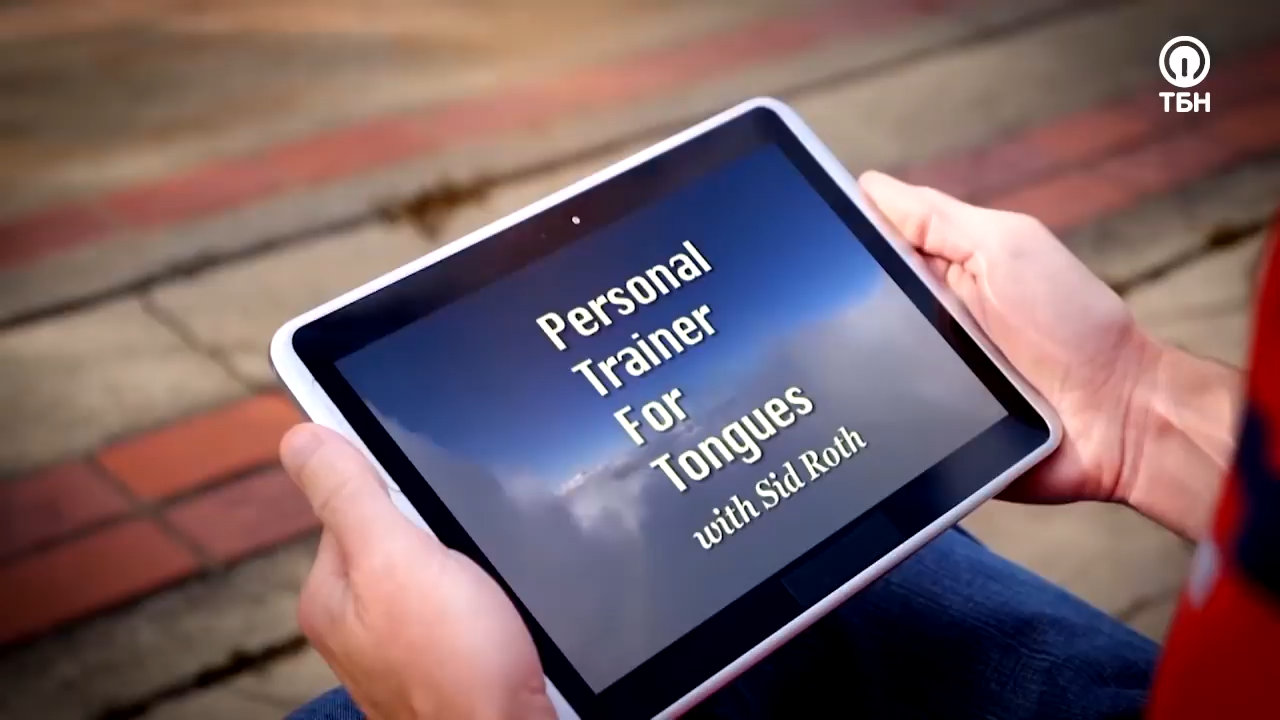 ТБН
Personal
Trainer
For
Tongues
with Sid Roth